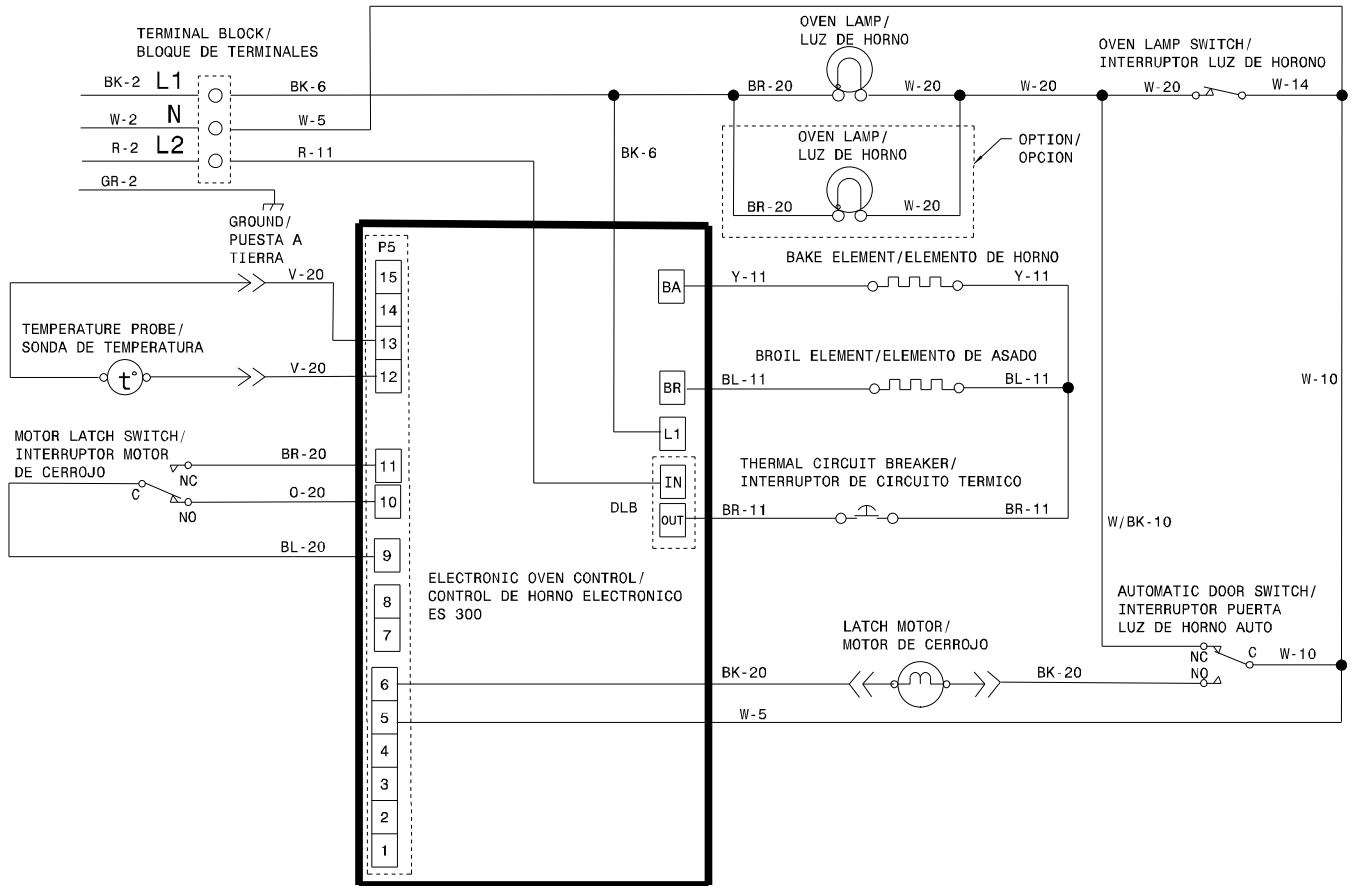 TERMINAL BLOCK/
BLOQUE DE TERMINALES
BK-2 L1
BK-6
W-2 N
W-5
R-2 L2
R-11
GR-2
GROUND/
PUESTA A
TIERRA
BK-6
OVEN LAMP/
LUZ DE HORNO
BR-20
W-20
W-20
OVEN LAMP SWITCH/
INTERRUPTOR LUZ DE HORONO
W-20
W-14
OVEN LAMP/
LUZ DE HORNO
BR-20
W-20
OPTION/
OPCION
V-20
TEMPERATURE PROBE/
SONDA DE TEMPERATURA
t°
V-20
MOTOR LATCH SWITCH/
INTERRUPTOR MOTOR
DE CERROJO
BR-20
NC
C
O-20
NO
BL-20
P5
15
14
13
12
11
10
9
8
7
6
5
4
3
2
1
BA
BR
L1
IN
DLB
OUT
ELECTRONIC OVEN CONTROL/
CONTROL DE HORNO ELECTRONICO
ES 300
BAKE ELEMENT/ELEMENTO DE HORNO
Y-11
Y-11
BROIL ELEMENT/ELEMENTO DE ASADO
BL-11
BL-11
THERMAL CIRCUIT BREAKER/
INTERRUPTOR DE CIRCUITO TERMICO
BR-11
BR-11
W-10
W/BK-10
LATCH MOTOR/
MOTOR DE CERROJO
BK-20
BK-20
W-5
AUTOMATIC DOOR SWITCH/
INTERRUPTOR PUERTA
LUZ DE HORNO AUTO
NC
C
W-10
NO